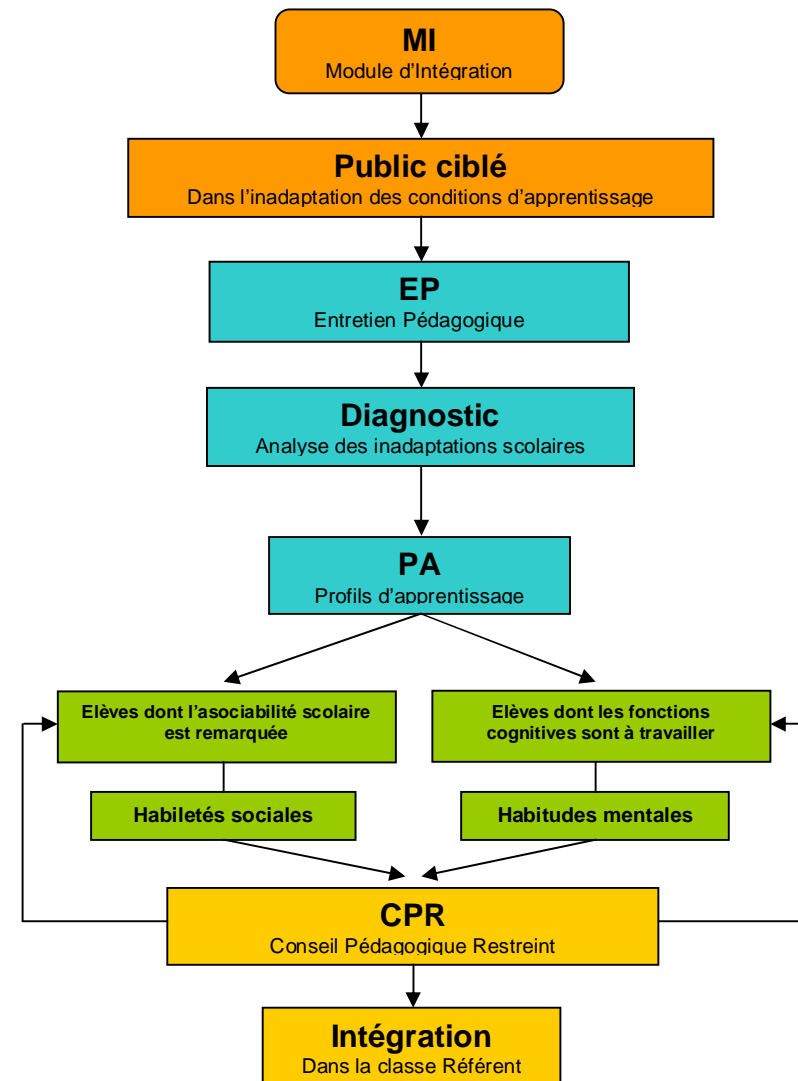 MI
Module d'Intégration
Public ciblé
Dans l'inadaptation des conditions d'apprentissage
EP
Entretien Pédagogique
Diagnostic
Analyse des inadaptations scolaires
PA
Profils d'apprentissage
Elèves dont l'asociabilité scolaire
est remarquée
Elèves dont les fonctions
cognitives sont à travailler
Habiletés sociales
Habitudes mentales
CPR
Conseil Pédagogique Restreint
Intégration
Dans la classe Référent